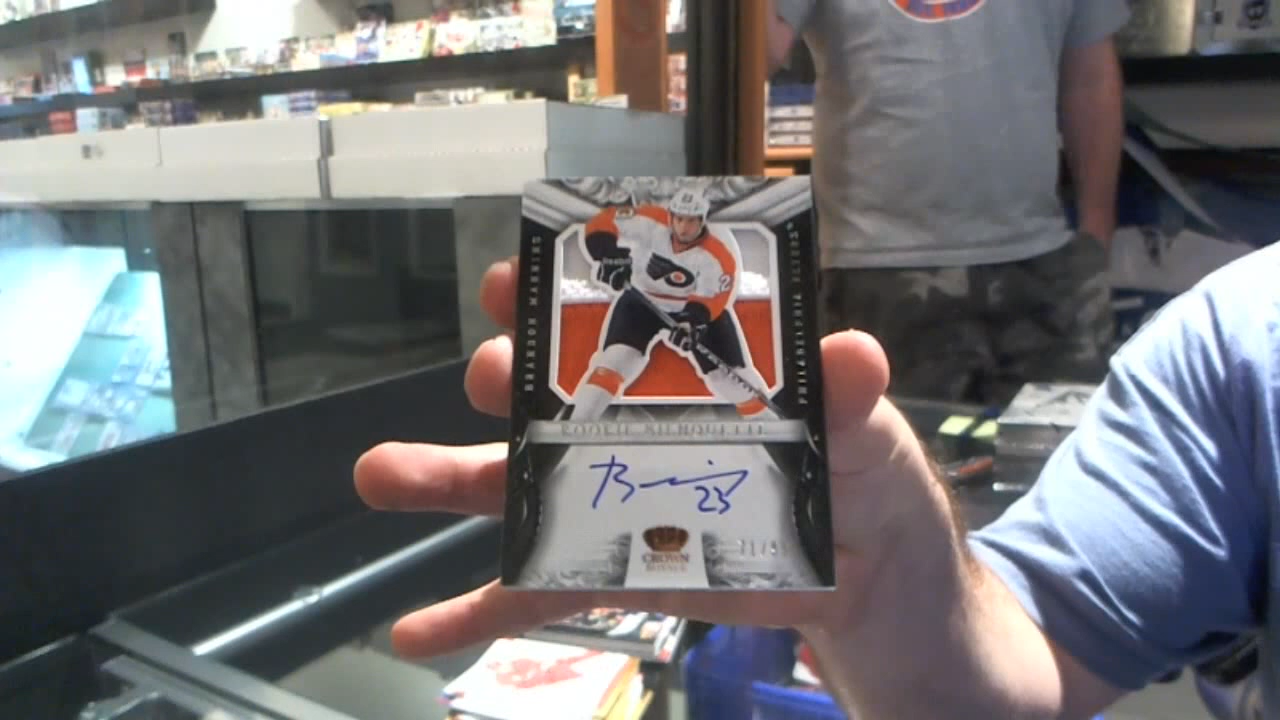 BRANDON MANNING
PHILADELPHIA FLYERS
ROOKIE SILHOUETTE
23
CROWN
ROYALE